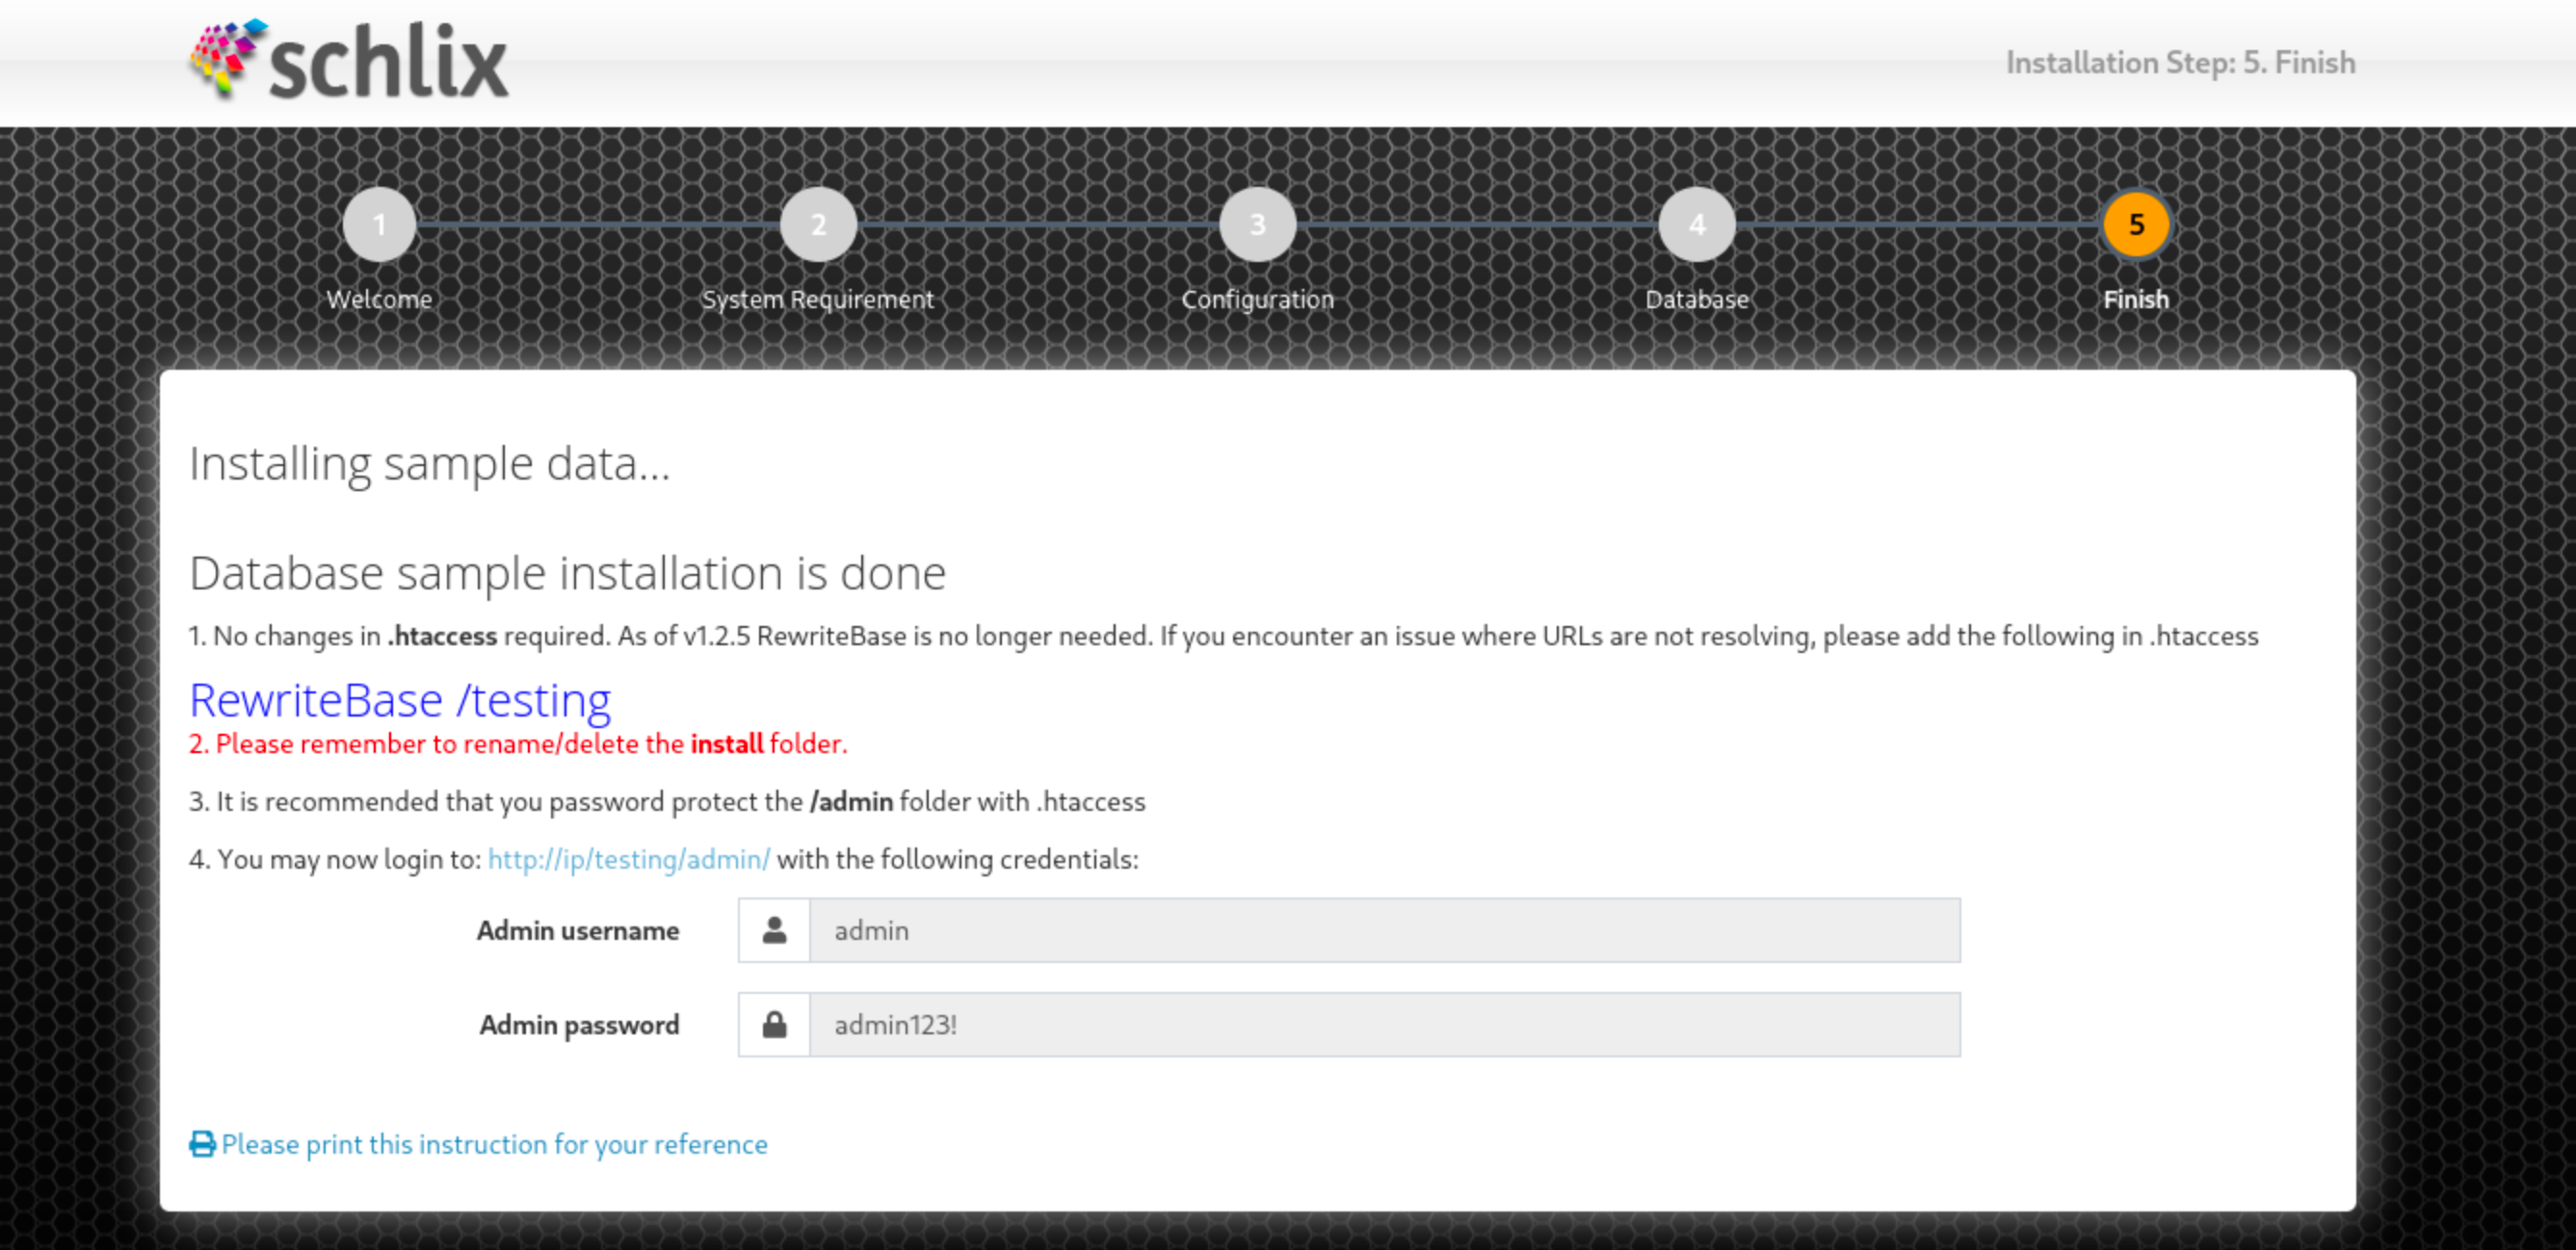 schlix
Installation Step: 5. Finish
1
2
3
4
5
Welcome
System Requirement
Configuration
Database
Finish
Installing sample data...
Database sample installation is done
1. No changes in .htaccess required. As of v1.2.5 RewriteBase is no longer needed. If you encounter an issue where URLs are not resolving, please add the following in .htaccess
RewriteBase /testing
2. Please remember to rename/delete the install folder.
3. It is recommended that you password protect the /admin folder with .htaccess
4. You may now login to: http://ip/testing/admin/ with the following credentials:
Admin username
admin
Admin password
admin123!
Please print this instruction for your reference